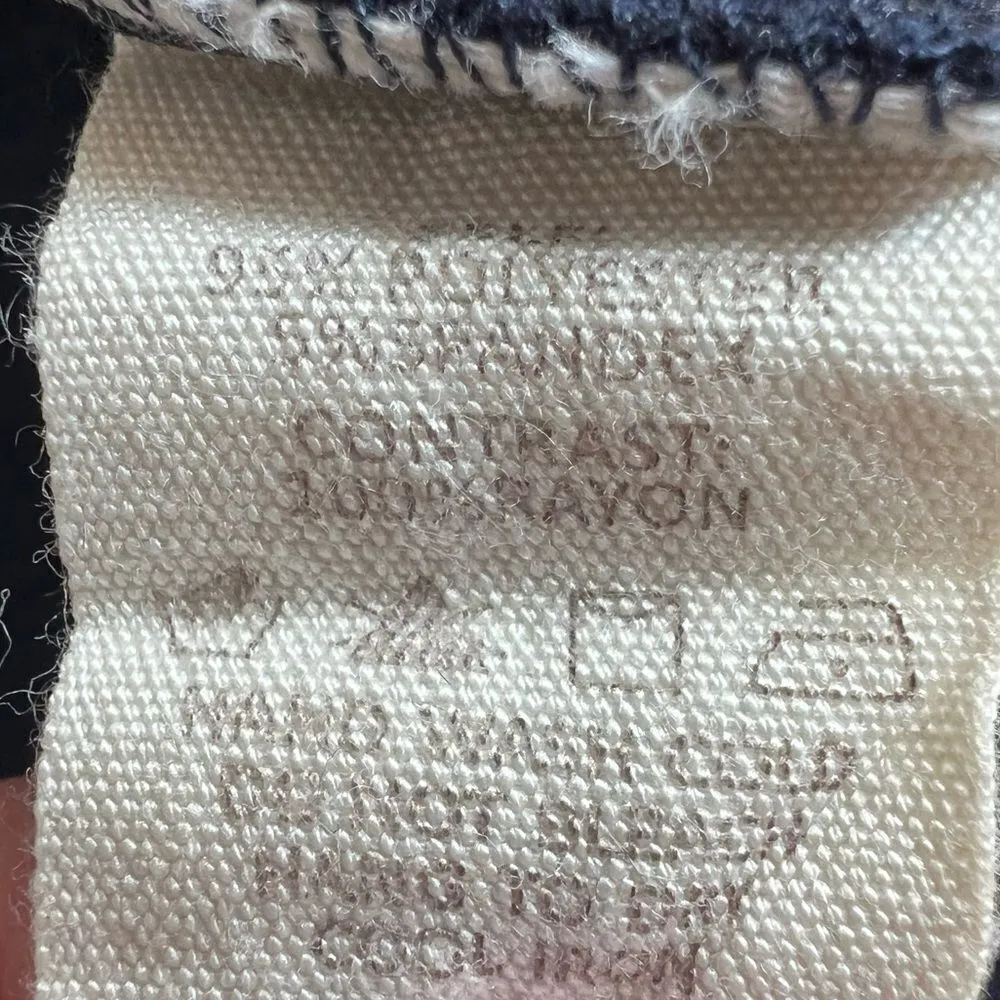 95% POLYESTER
5% SPANDEX
CONTRAST:
100% RAYON
HAND WASH COLD
DO NOT BLEACH
HANG TO DRY
COOL IRON